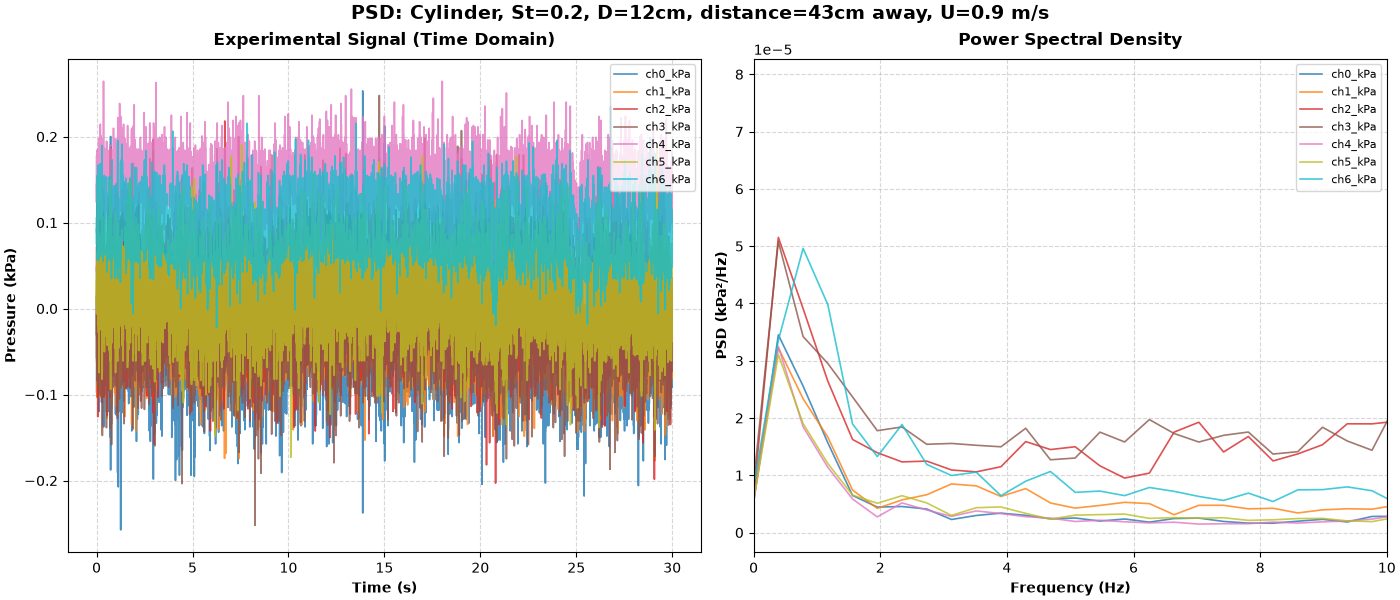 PSD: Cylinder, St=0.2, D=12cm, distance=43cm away, U=0.9 m/s
Experimental Signal (Time Domain)
Pressure (kPa)
0.2
0.1
0.0
−0.1
−0.2
0
5
10
15
20
25
30
Time (s)
ch0_kPa
ch1_kPa
ch2_kPa
ch3_kPa
ch4_kPa
ch5_kPa
ch6_kPa
Power Spectral Density
1e−5
PSD (kPa²/Hz)
8
7
6
5
4
3
2
1
0
0
2
4
6
8
10
Frequency (Hz)
ch0_kPa
ch1_kPa
ch2_kPa
ch3_kPa
ch4_kPa
ch5_kPa
ch6_kPa